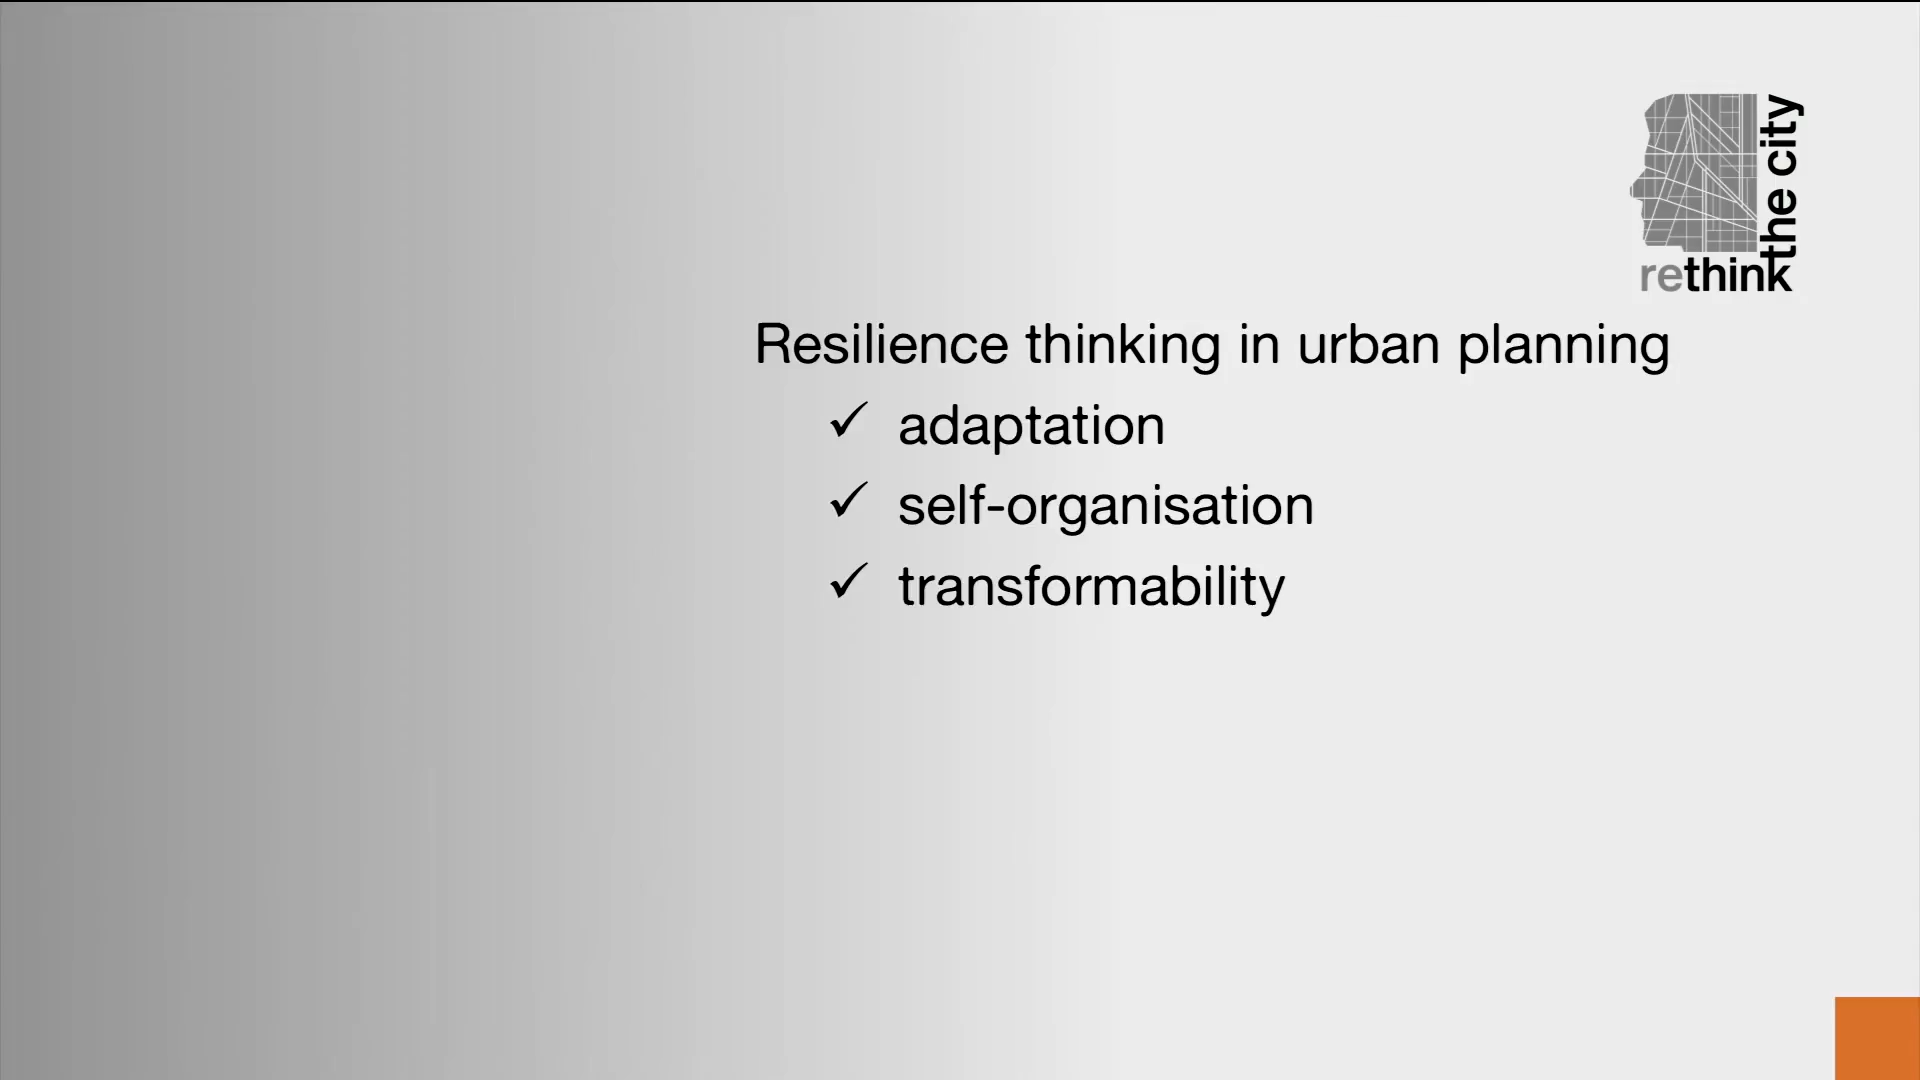 the city
rethink
Resilience thinking in urban planning
✓ adaptation
✓ self-organisation
✓ transformability